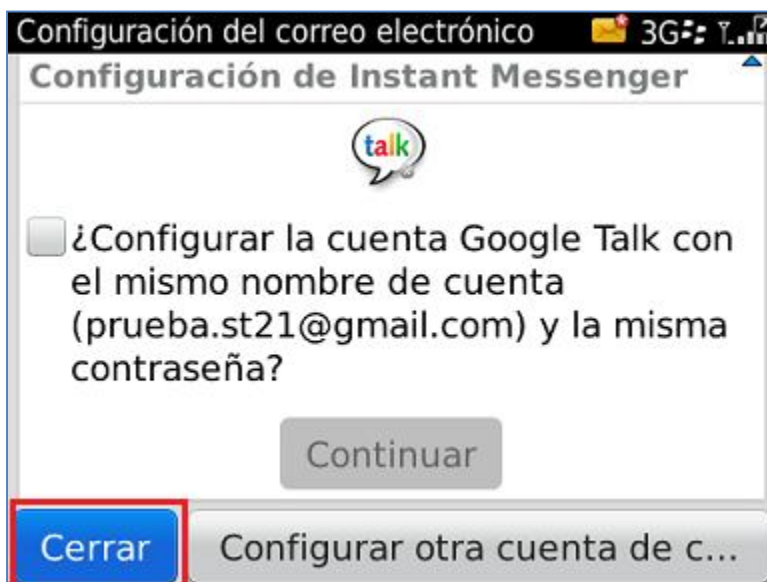 Configuración del correo electrónico 3G
Configuración de Instant Messenger
talk
¿Configurar la cuenta Google Talk con
el mismo nombre de cuenta
(prueba.st21@gmail.com) y la misma
contraseña?
Continuar
Cerrar Configurar otra cuenta de c...